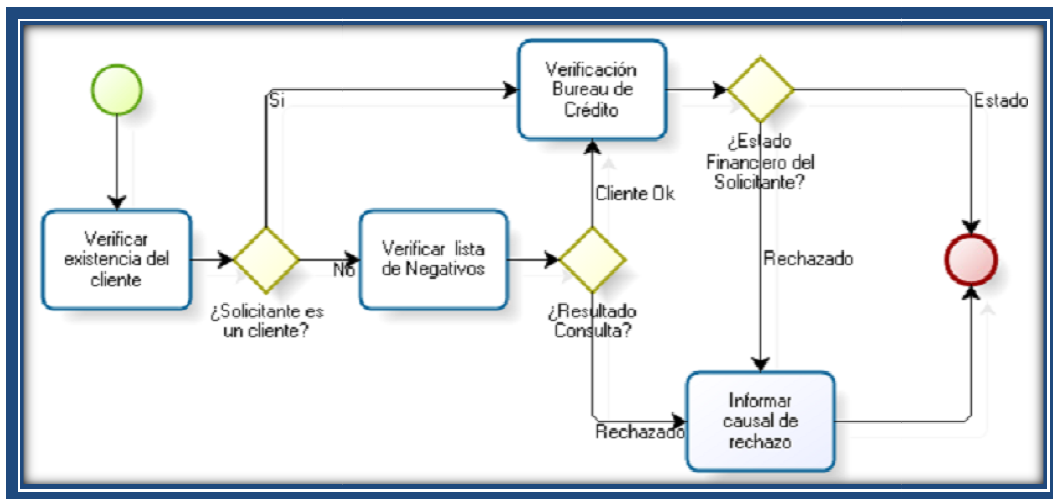 Verificar
existencia del
cliente
¿Solicitante es
un cliente?
Si
No
Verificar lista
de Negativos
¿Resultado
Consulta?
Cliente Ok
Rechazado
Verificación
Bureau de
Crédito
¿Estado
Financiero del
Solicitante?
Estado
Rechazado
Informar
causal de
rechazo